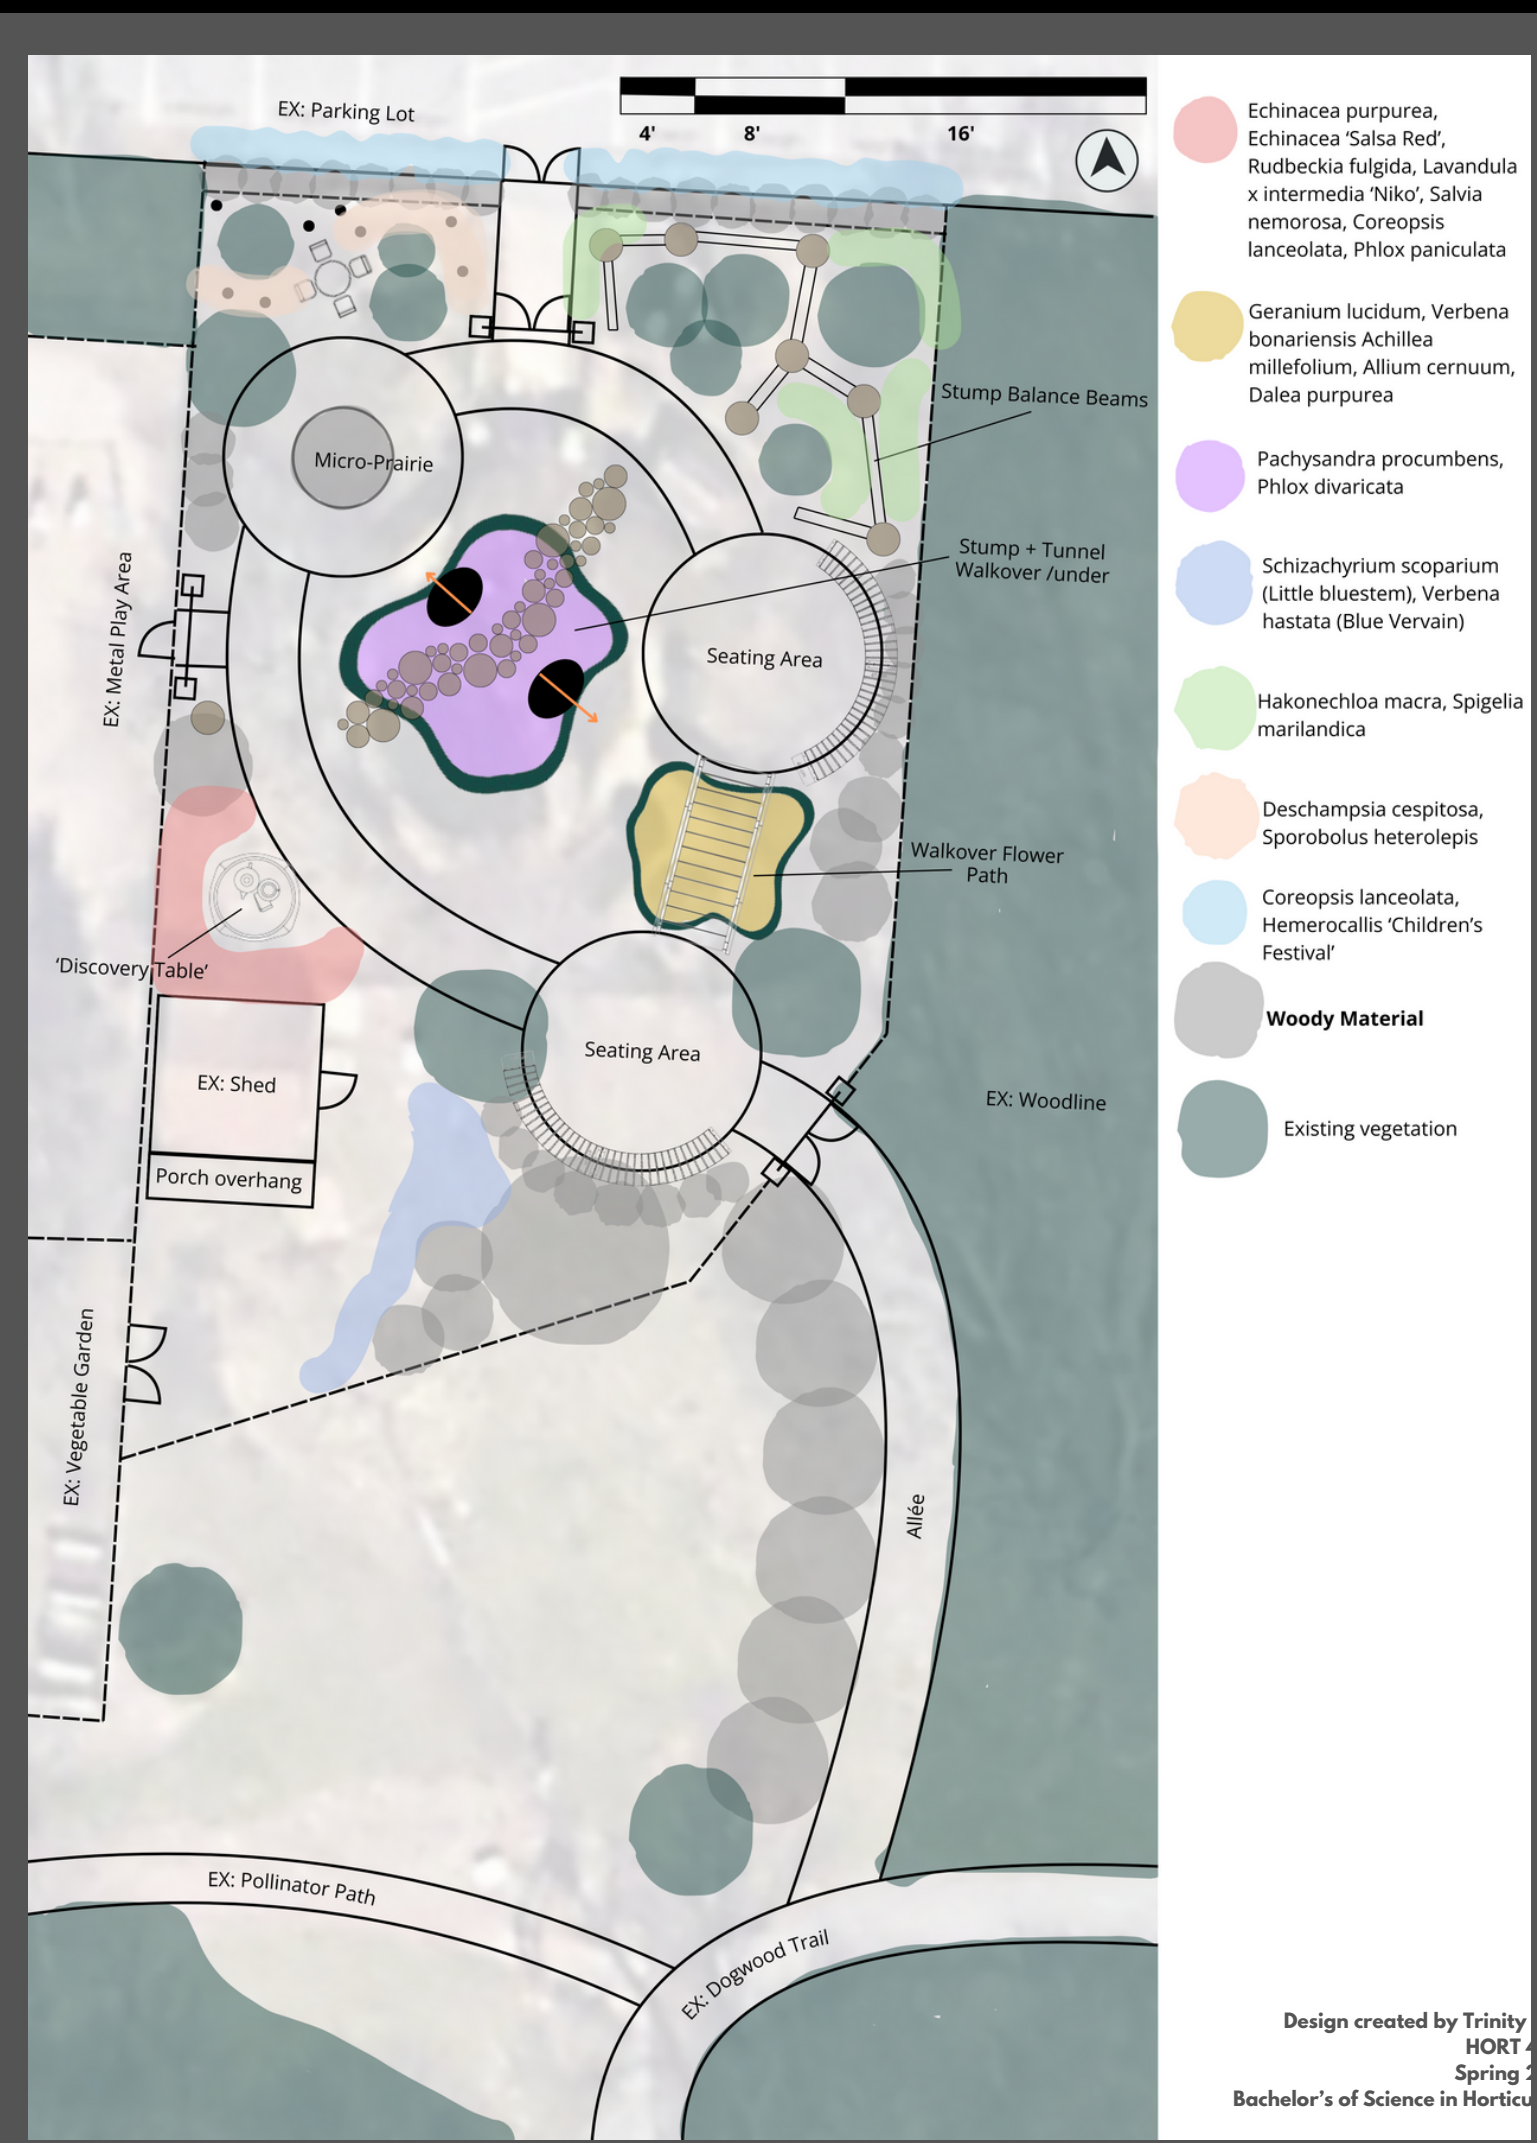 EX: Parking Lot
4' 8' 16'
Micro-Prairie
Stump Balance Beams
Stump + Tunnel
Walkover /under
EX: Metal Play Area
Seating Area
Walkover Flower
Path
‘Discovery Table’
Seating Area
EX: Shed
EX: Woodline
Porch overhang
EX: Vegetable Garden
Allée
EX: Pollinator Path
EX: Dogwood Trail
Echinacea purpurea,
Echinacea ‘Salsa Red’,
Rudbeckia fulgida, Lavandula
x intermedia ‘Niko’, Salvia
nemorosa, Coreopsis
lanceolata, Phlox paniculata
Geranium lucidum, Verbena
bonariensis Achillea
millefolium, Allium cernuum,
Dalea purpurea
Pachysandra procumbens,
Phlox divaricata
Schizachyrium scoparium
(Little bluestem), Verbena
hastata (Blue Vervain)
Hakonechloa macra, Spigelia
marilandica
Deschampsia cespitosa,
Sporobolus heterolepis
Coreopsis lanceolata,
Hemerocallis ‘Children’s
Festival’
Woody Material
Existing vegetation
Design created by Trinity
HORT
Spring
Bachelor’s of Science in Horticu